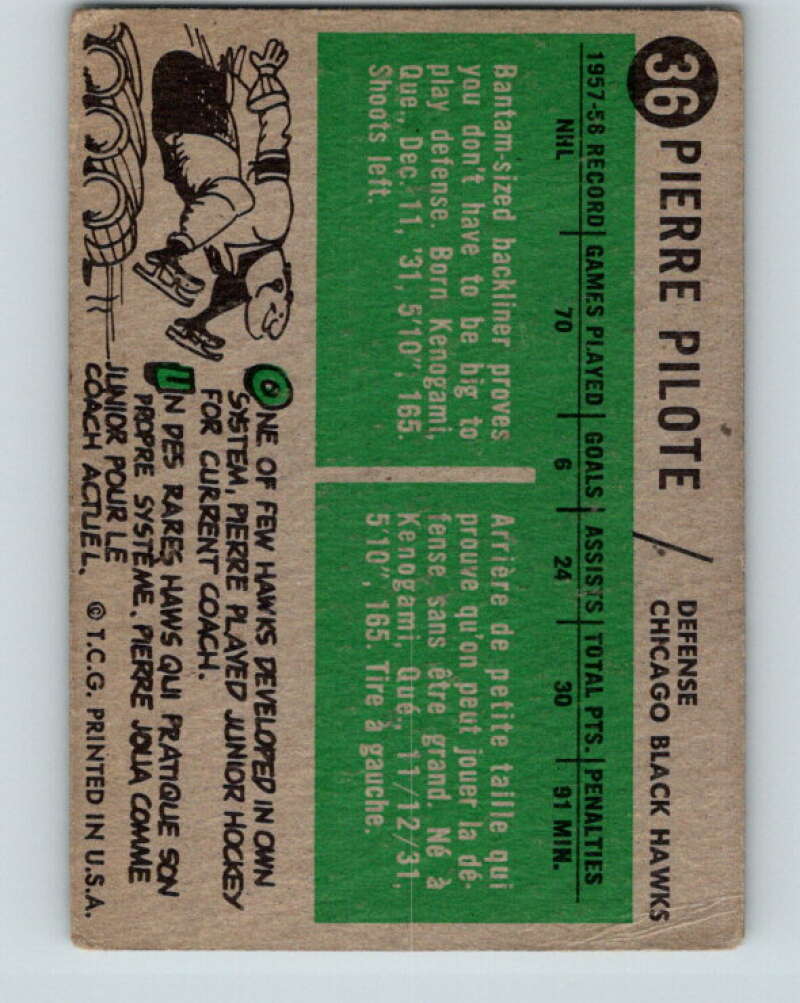 36 PIERRE PILOTE
DEFENSE
CHICAGO BLACK HAWKS
1957-58 RECORD GAMES PLAYED GOALS ASSISTS TOTAL PTS. PENALTIES
NHL 70 6 24 30 91 MIN.
Bantam-sized backliner proves
you don't have to be big to
play defense. Born Kenogami,
Que., Dec. 11, '31, 5'10", 165.
Shoots left.
Arrière de petite taille qui
prouve qu'on peut jouer la dé-
fense sans être grand. Né à
Kenogami, Qué., 11/12/31,
5'10", 165. Tire à gauche.
ONE OF FEW HAWKS DEVELOPED IN OWN
SYSTEM, PIERRE PLAYED JUNIOR HOCKEY
FOR CURRENT COACH.
UN DES RARES HAWS QUI PRATIQUE SON
PROPRE SYSTÈME, PIERRE JOUA COMME
JUNIOR POUR LE
COACH ACTUEL.
© T.C.G. PRINTED IN U.S.A.